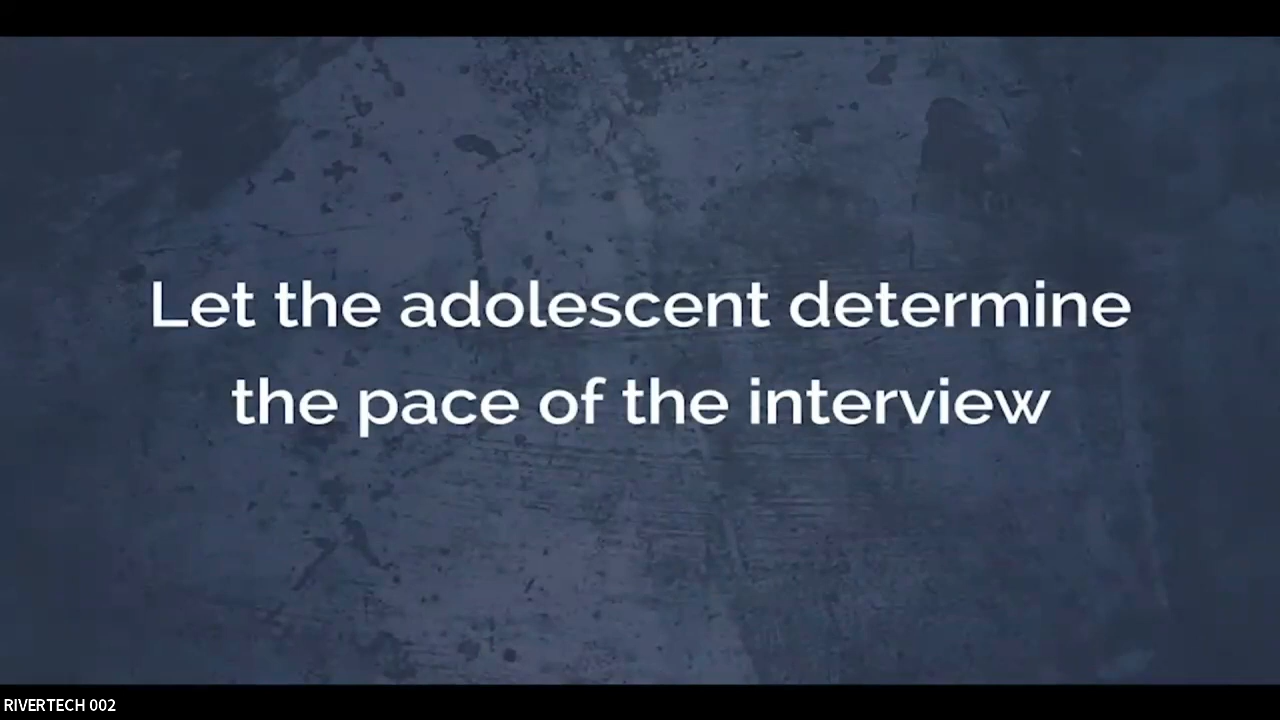 Let the adolescent determine
the pace of the interview
RIVERTECH 002